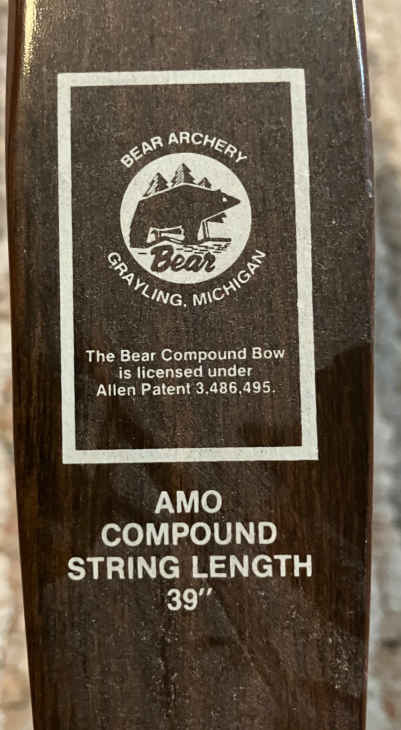 BEAR ARCHERY
Bear
GRAYLING, MICHIGAN
The Bear Compound Bow
is licensed under
Allen Patent 3,486,495.
AMO
COMPOUND
STRING LENGTH
39"